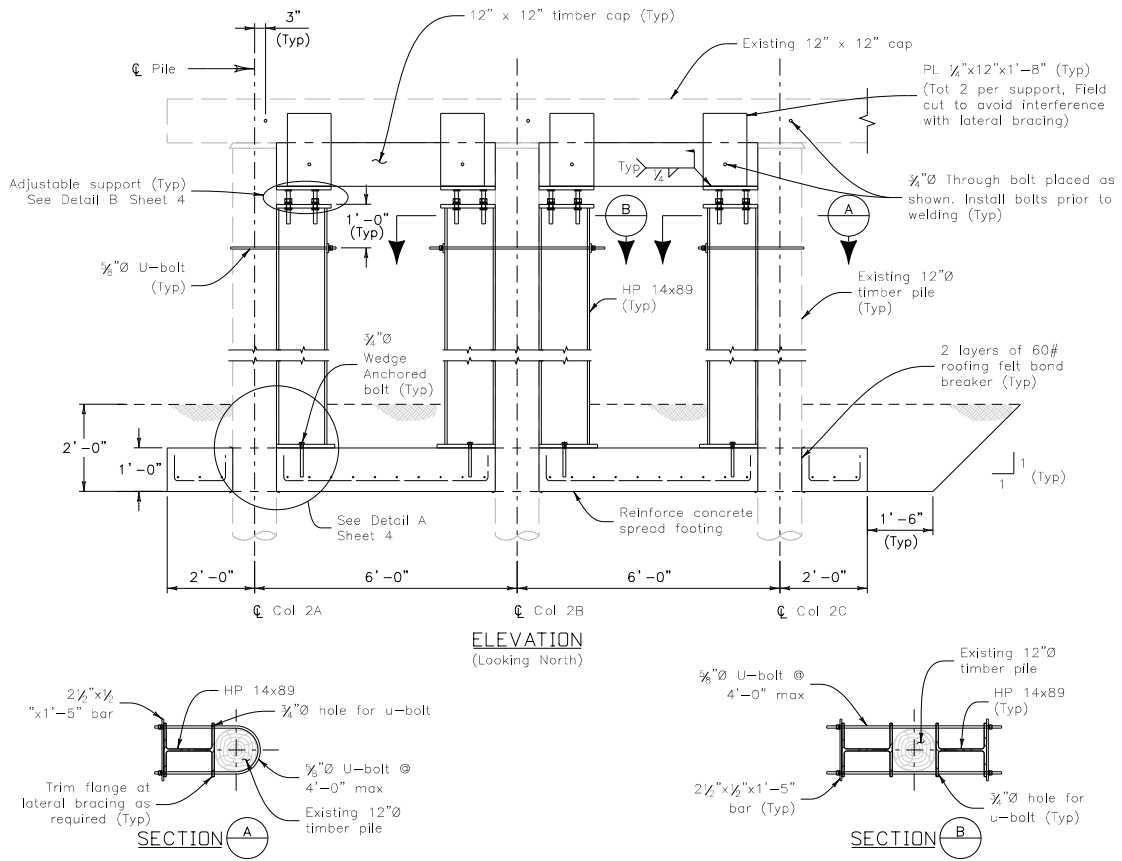 3"
(Typ)
12" x 12" timber cap (Typ)
Existing 12" x 12" cap
℄ Pile
PL ¼"x12"x1'-8" (Typ)
(Tot 2 per support, Field
cut to avoid interference
with lateral bracing)
Typ
¼
Adjustable support (Typ)
See Detail B Sheet 4
1'-0"
(Typ)
B
A
¾"Ø Through bolt placed as
shown. Install bolts prior to
welding (Typ)
⅝"Ø U-bolt
(Typ)
HP 14x89
(Typ)
Existing 12"Ø
timber pile
(Typ)
¾"Ø
Wedge
Anchored
bolt (Typ)
2 layers of 60#
roofing felt bond
breaker (Typ)
2'-0"
1'-0"
1
1
(Typ)
See Detail A
Sheet 4
Reinforce concrete
spread footing
1'-6"
(Typ)
2'-0"
6'-0"
6'-0"
2'-0"
℄ Col 2A
℄ Col 2B
℄ Col 2C
ELEVATION
(Looking North)
2½"x½
"x1'-5" bar
HP 14x89
¾"Ø hole for u-bolt
⅝"Ø U-bolt @
4'-0" max
Trim flange at
lateral bracing as
required (Typ)
Existing 12"Ø
timber pile
SECTION A
⅝"Ø U-bolt @
4'-0" max
Existing 12"Ø
timber pile
HP 14x89
(Typ)
2½"x½"x1'-5"
bar (Typ)
¾"Ø hole for
u-bolt (Typ)
SECTION B